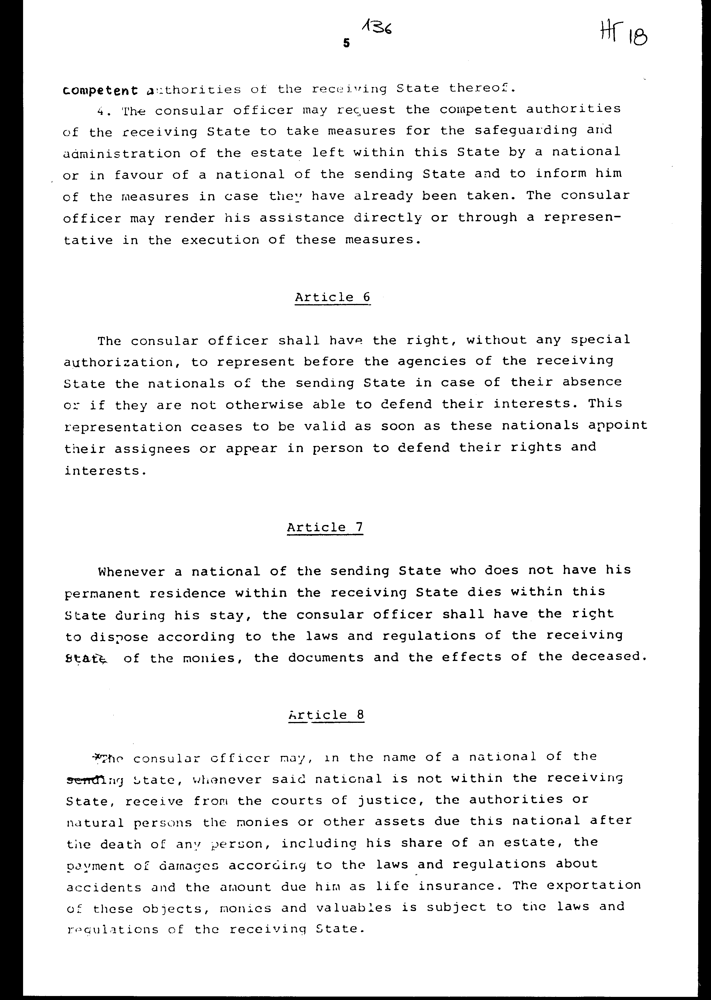 136
HT 18
5
competent authorities of the receiving State thereof.
4. The consular officer may request the competent authorities
of the receiving State to take measures for the safeguarding and
administration of the estate left within this State by a national
or in favour of a national of the sending State and to inform him
of the measures in case they have already been taken. The consular
officer may render his assistance directly or through a represen-
tative in the execution of these measures.
Article 6
The consular officer shall have the right, without any special
authorization, to represent before the agencies of the receiving
State the nationals of the sending State in case of their absence
or if they are not otherwise able to defend their interests. This
representation ceases to be valid as soon as these nationals appoint
their assignees or appear in person to defend their rights and
interests.
Article 7
Whenever a national of the sending State who does not have his
permanent residence within the receiving State dies within this
State during his stay, the consular officer shall have the right
to dispose according to the laws and regulations of the receiving
State of the monies, the documents and the effects of the deceased.
Article 8
*The consular officer may, in the name of a national of the
sending State, whenever said national is not within the receiving
State, receive from the courts of justice, the authorities or
natural persons the monies or other assets due this national after
the death of any person, including his share of an estate, the
payment of damages according to the laws and regulations about
accidents and the amount due him as life insurance. The exportation
of these objects, monies and valuables is subject to the laws and
regulations of the receiving State.